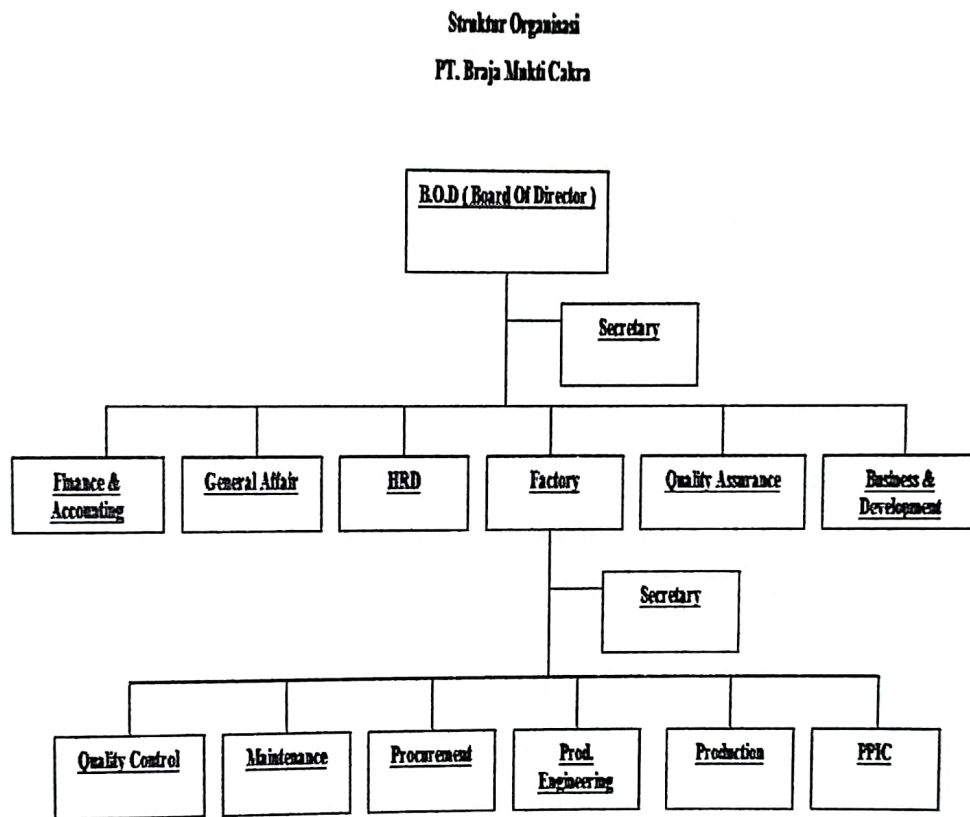 Struktur Organisasi
PT. Braja Mukti Cakra
B.O.D ( Board Of Director )
Secretary
Finance &
Accounting
General Affair
HRD
Factory
Quality Assurance
Business &
Development
Secretary
Quality Control
Maintenance
Procurement
Prod.
Engineering
Production
PPIC